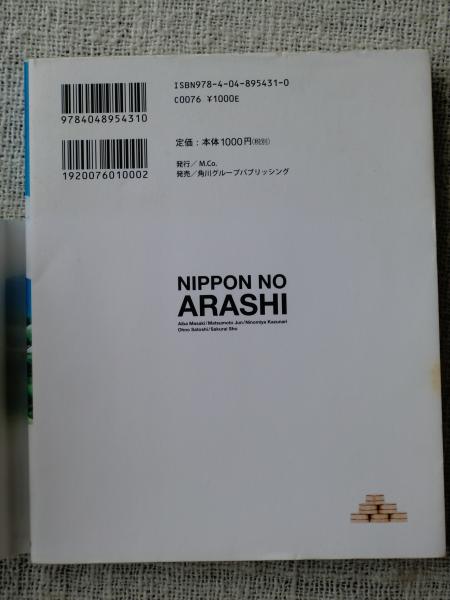 ISBN978-4-04-895431-0
C0076 ¥1000E
9784048954310
定価：本体1000円(税別)
発行／M.Co.
発売／角川グループパブリッシング
1920076010002
NIPPON NO
ARASHI
Aiba Masaki/Matsumoto Jun/Ninomiya Kazunari
Ohno Satoshi/Sakurai Sho